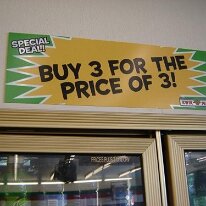 SPECIAL
DEAL!!
BUY 3 FOR THE
PRICE OF 3!